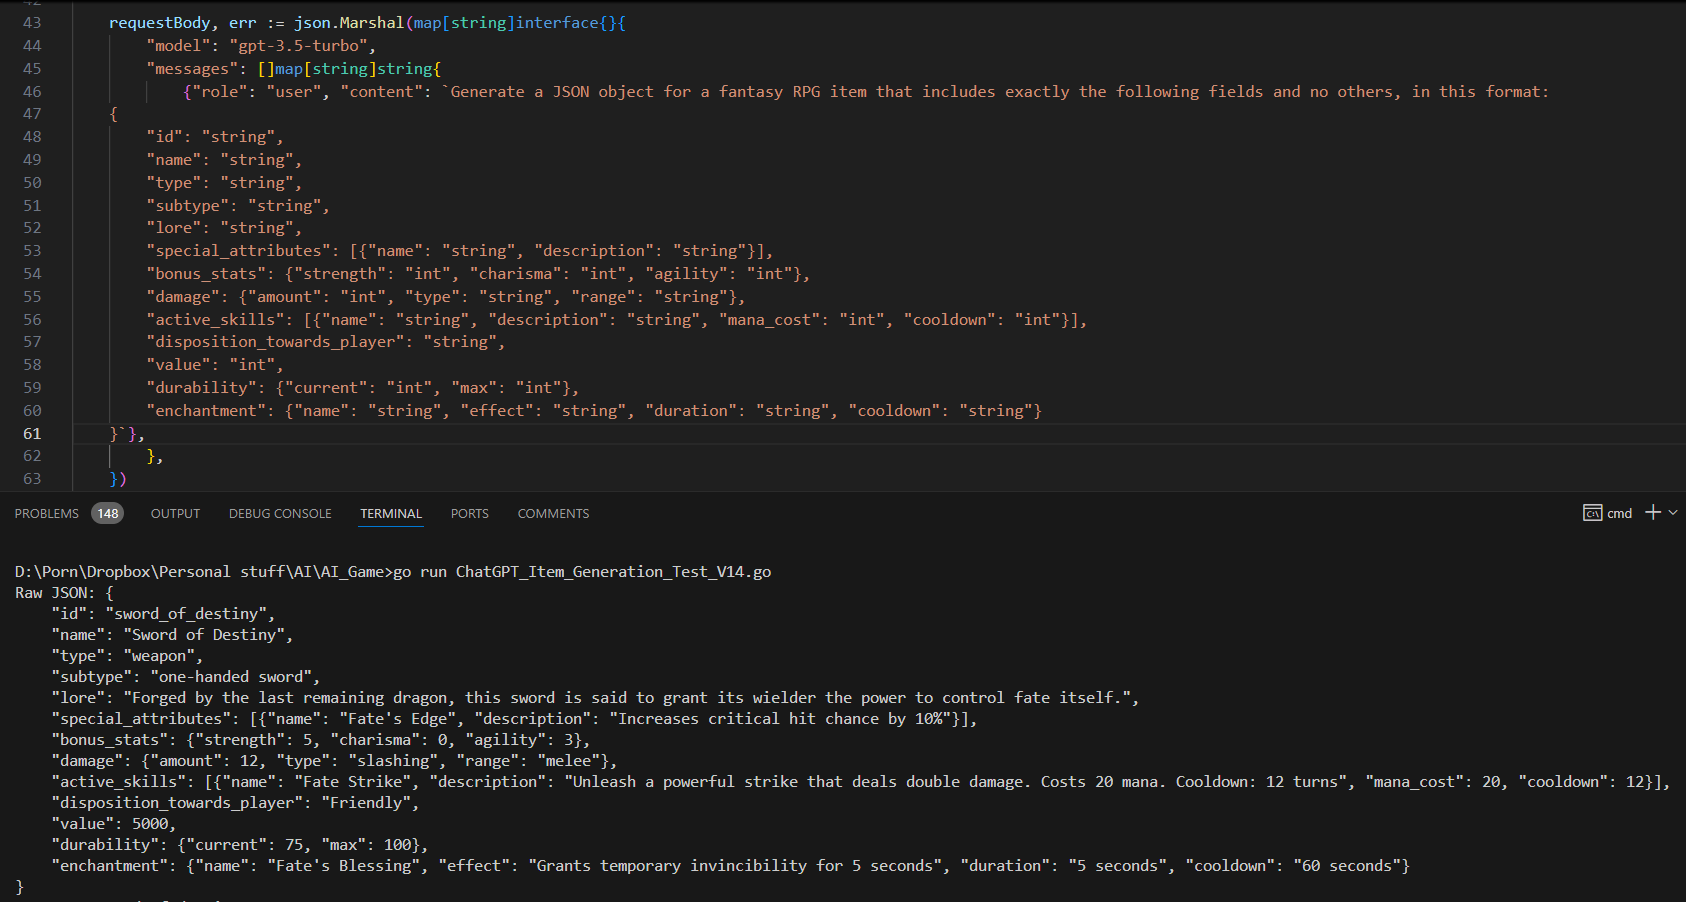 42
43 requestBody, err := json.Marshal(map[string]interface{}{
44 "model": "gpt-3.5-turbo",
45 "messages": []map[string]string{
46 {"role": "user", "content": `Generate a JSON object for a fantasy RPG item that includes exactly the following fields and no others, in this format:
47 {
48 "id": "string",
49 "name": "string",
50 "type": "string",
51 "subtype": "string",
52 "lore": "string",
53 "special_attributes": [{"name": "string", "description": "string"}],
54 "bonus_stats": {"strength": "int", "charisma": "int", "agility": "int"},
55 "damage": {"amount": "int", "type": "string", "range": "string"},
56 "active_skills": [{"name": "string", "description": "string", "mana_cost": "int", "cooldown": "int"}],
57 "disposition_towards_player": "string",
58 "value": "int",
59 "durability": {"current": "int", "max": "int"},
60 "enchantment": {"name": "string", "effect": "string", "duration": "string", "cooldown": "string"}
61 }`},
62 },
63 })
PROBLEMS 148 OUTPUT DEBUG CONSOLE TERMINAL PORTS COMMENTS cmd
D:\Porn\Dropbox\Personal stuff\AI\AI_Game>go run ChatGPT_Item_Generation_Test_V14.go
Raw JSON: {
"id": "sword_of_destiny",
"name": "Sword of Destiny",
"type": "weapon",
"subtype": "one-handed sword",
"lore": "Forged by the last remaining dragon, this sword is said to grant its wielder the power to control fate itself.",
"special_attributes": [{"name": "Fate's Edge", "description": "Increases critical hit chance by 10%"}],
"bonus_stats": {"strength": 5, "charisma": 0, "agility": 3},
"damage": {"amount": 12, "type": "slashing", "range": "melee"},
"active_skills": [{"name": "Fate Strike", "description": "Unleash a powerful strike that deals double damage. Costs 20 mana. Cooldown: 12 turns", "mana_cost": 20, "cooldown": 12}],
"disposition_towards_player": "Friendly",
"value": 5000,
"durability": {"current": 75, "max": 100},
"enchantment": {"name": "Fate's Blessing", "effect": "Grants temporary invincibility for 5 seconds", "duration": "5 seconds", "cooldown": "60 seconds"}
}